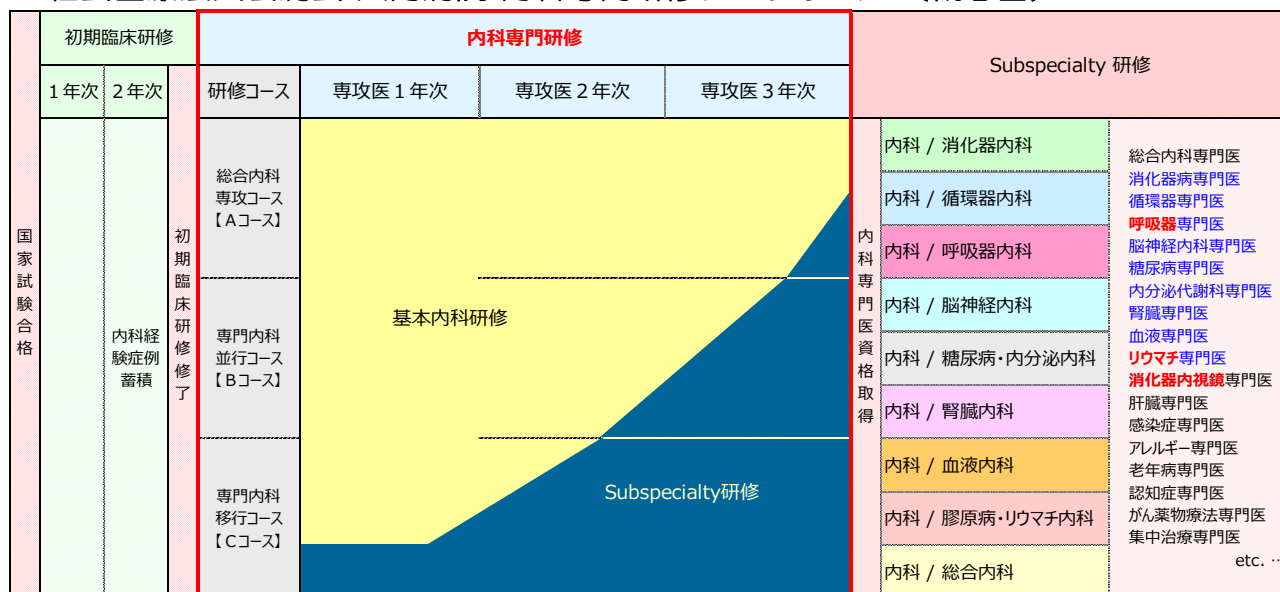 初期臨床研修
内科専門研修
Subspecialty 研修
1年次
2年次
研修コース
専攻医1年次
専攻医2年次
専攻医3年次
国家試験合格
内科経
験症例
蓄積
初期臨床研修修了
総合内科
専攻コース
【Aコース】
専門内科
並行コース
【Bコース】
専門内科
移行コース
【Cコース】
基本内科研修
Subspecialty研修
内科専門医資格取得
内科 / 消化器内科
内科 / 循環器内科
内科 / 呼吸器内科
内科 / 脳神経内科
内科 / 糖尿病・内分泌内科
内科 / 腎臓内科
内科 / 血液内科
内科 / 膠原病・リウマチ内科
内科 / 総合内科
総合内科専門医
消化器病専門医
循環器専門医
呼吸器専門医
脳神経内科専門医
糖尿病専門医
内分泌代謝科専門医
腎臓専門医
血液専門医
リウマチ専門医
消化器内視鏡専門医
肝臓専門医
感染症専門医
アレルギー専門医
老年病専門医
認知症専門医
がん薬物療法専門医
集中治療専門医
etc. …